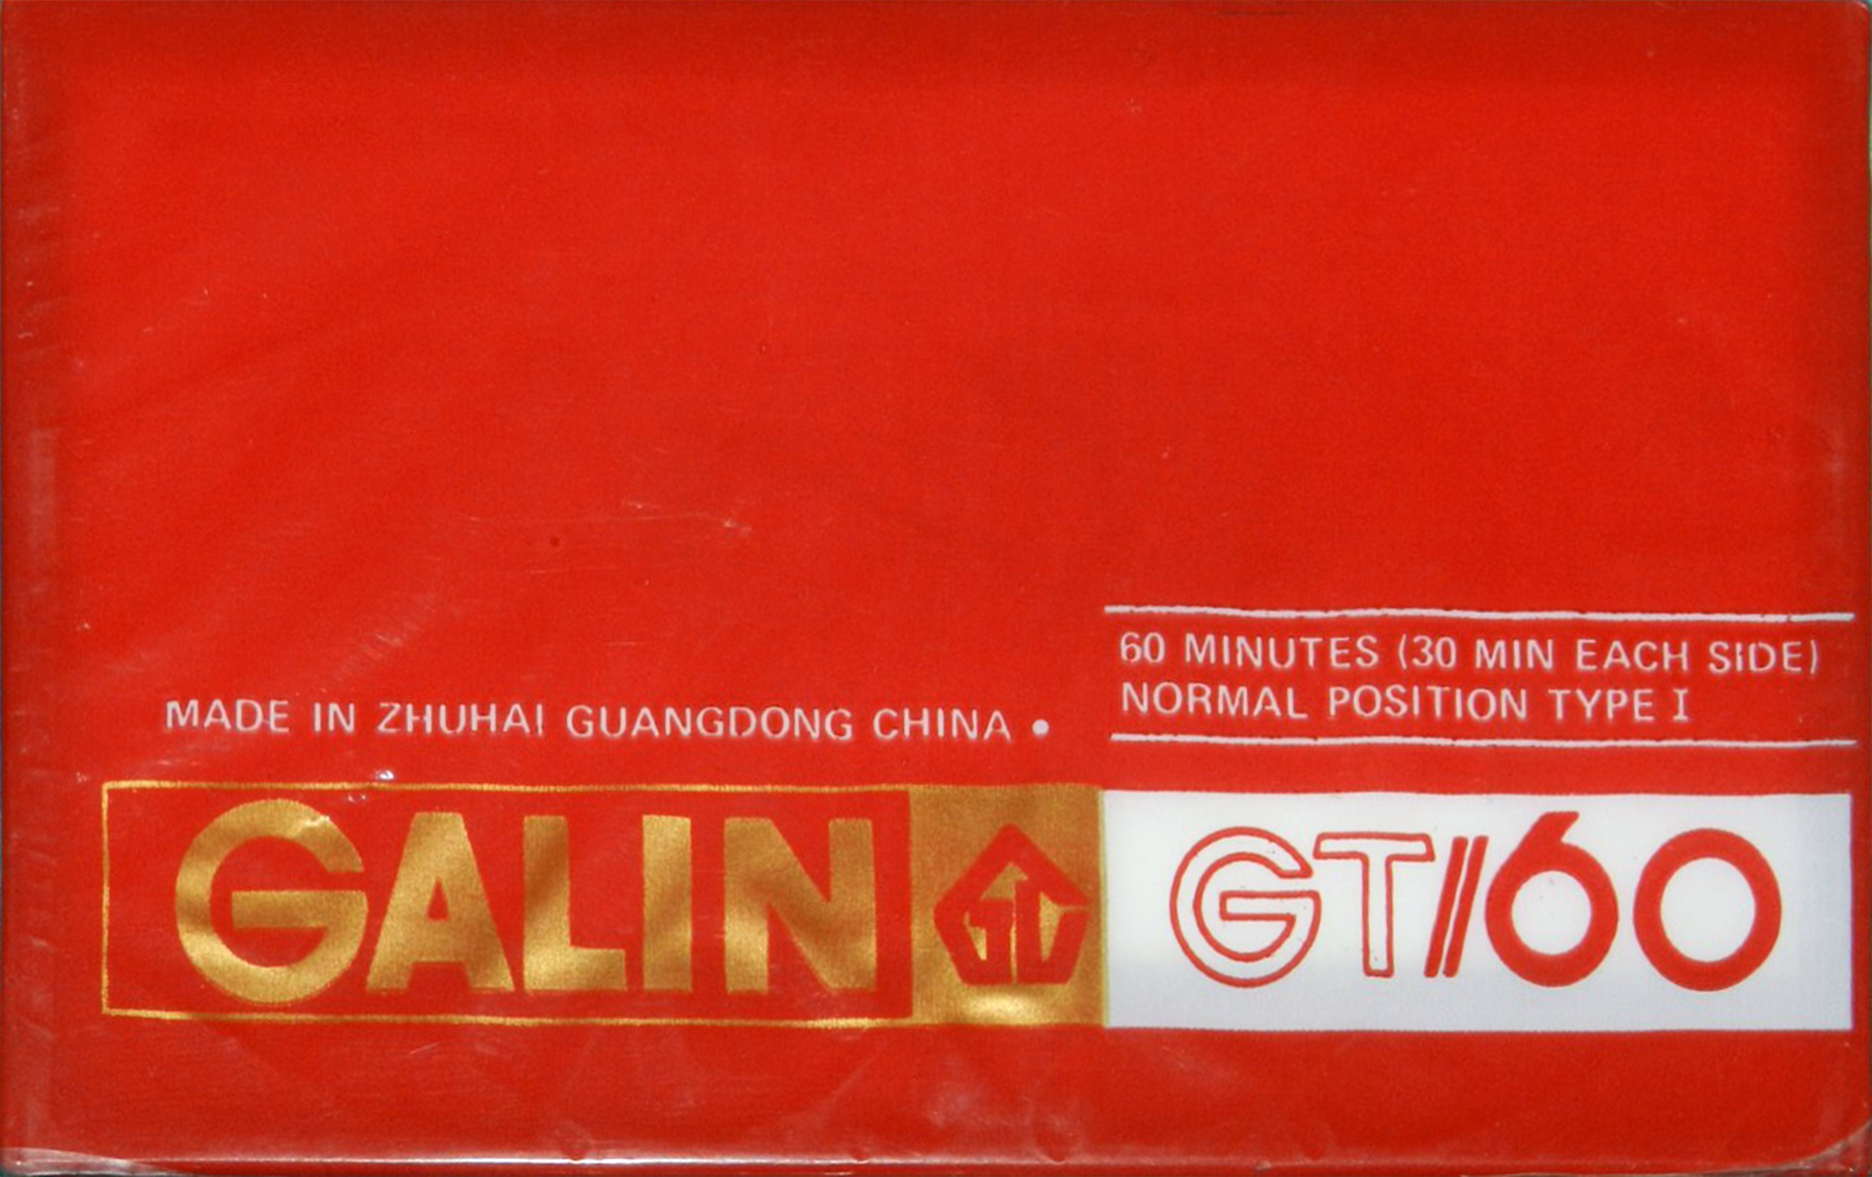 60 MINUTES (30 MIN EACH SIDE)
NORMAL POSITION TYPE I
MADE IN ZHUHAI GUANGDONG CHINA •
GALIN GT//60